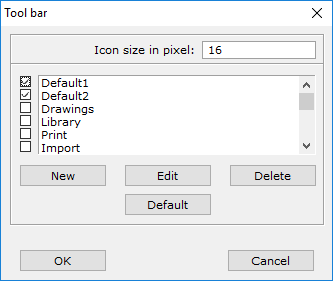 Tool bar
Icon size in pixel: 16
Default1
Default2
Drawings
Library
Print
Import
New Edit Delete
Default
OK Cancel